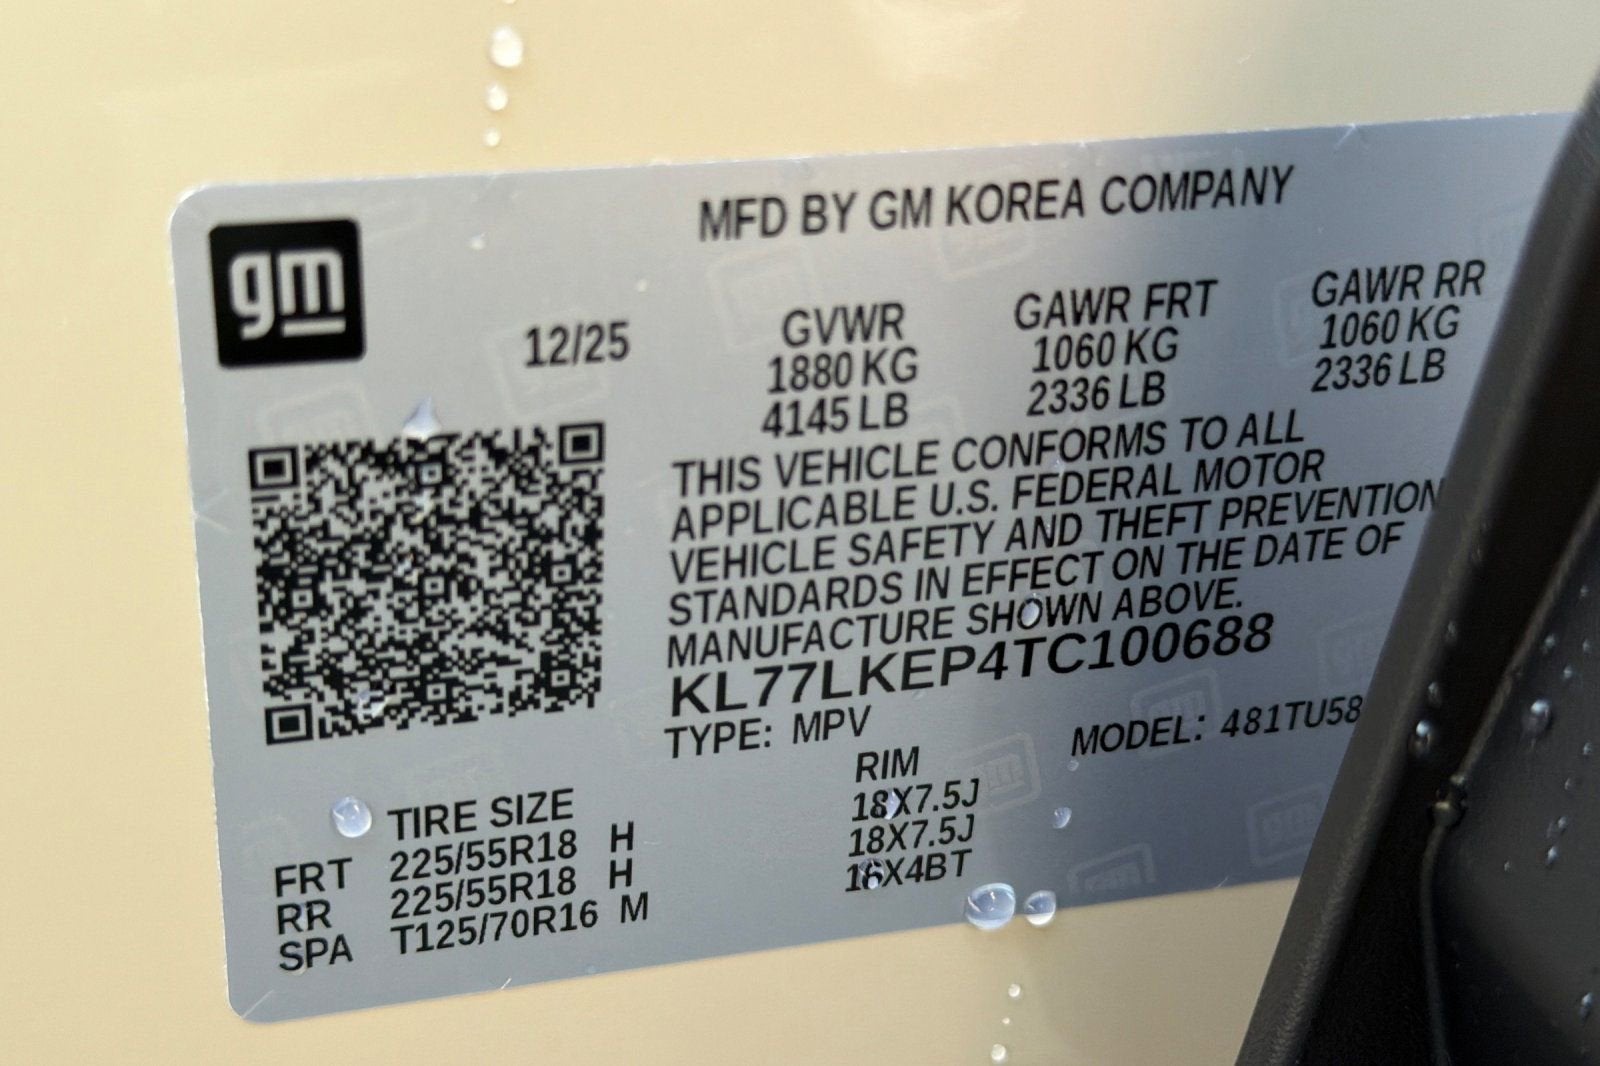 gm
MFD BY GM KOREA COMPANY
12/25
GVWR GAWR FRT GAWR RR
1880 KG 1060 KG 1060 KG
4145 LB 2336 LB 2336 LB
THIS VEHICLE CONFORMS TO ALL
APPLICABLE U.S. FEDERAL MOTOR
VEHICLE SAFETY AND THEFT PREVENTION
STANDARDS IN EFFECT ON THE DATE OF
MANUFACTURE SHOWN ABOVE.
KL77LKEP4TC100688
TYPE: MPV MODEL: 481TU58
TIRE SIZE RIM
FRT 225/55R18 H 18X7.5J
RR 225/55R18 H 18X7.5J
SPA T125/70R16 M 16X4BT